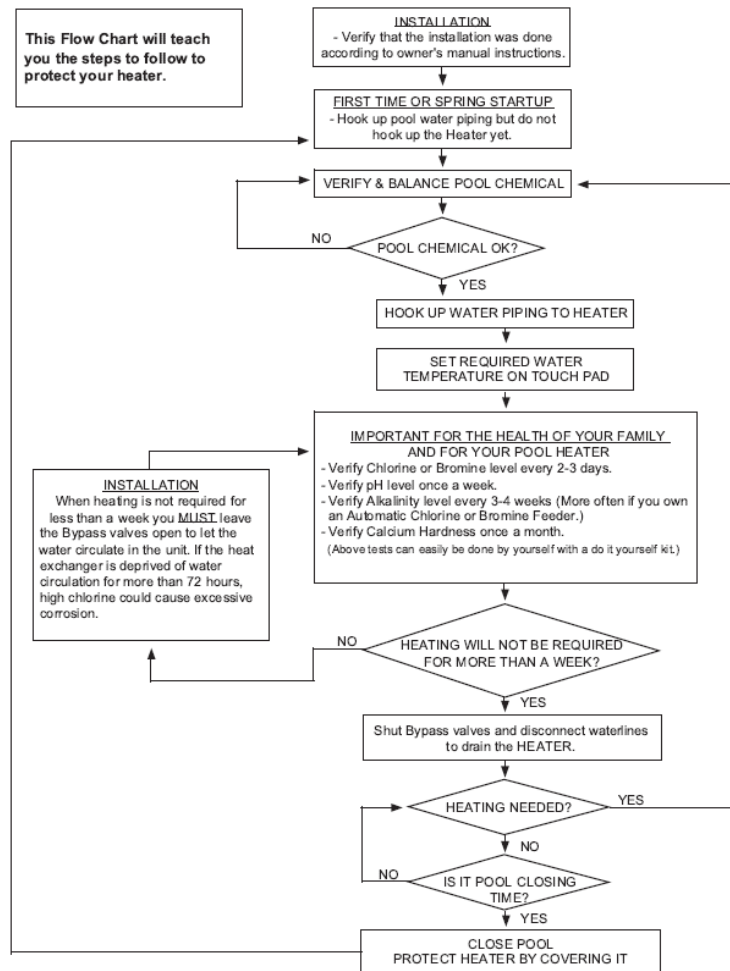 This Flow Chart will teach
you the steps to follow to
protect your heater.
INSTALLATION
- Verify that the installation was done
according to owner's manual instructions.
FIRST TIME OR SPRING STARTUP
- Hook up pool water piping but do not
hook up the Heater yet.
VERIFY & BALANCE POOL CHEMICAL
NO
POOL CHEMICAL OK?
YES
HOOK UP WATER PIPING TO HEATER
SET REQUIRED WATER
TEMPERATURE ON TOUCH PAD
IMPORTANT FOR THE HEALTH OF YOUR FAMILY
AND FOR YOUR POOL HEATER
- Verify Chlorine or Bromine level every 2-3 days.
- Verify pH level once a week.
- Verify Alkalinity level every 3-4 weeks (More often if you own
an Automatic Chlorine or Bromine Feeder.)
- Verify Calcium Hardness once a month.
(Above tests can easily be done by yourself with a do it yourself kit.)
INSTALLATION
When heating is not required for
less than a week you MUST leave
the Bypass valves open to let the
water circulate in the unit. If the heat
exchanger is deprived of water
circulation for more than 72 hours,
high chlorine could cause excessive
corrosion.
NO
HEATING WILL NOT BE REQUIRED
FOR MORE THAN A WEEK?
YES
Shut Bypass valves and disconnect waterlines
to drain the HEATER.
HEATING NEEDED?
YES
NO
NO
IS IT POOL CLOSING
TIME?
YES
CLOSE POOL
PROTECT HEATER BY COVERING IT